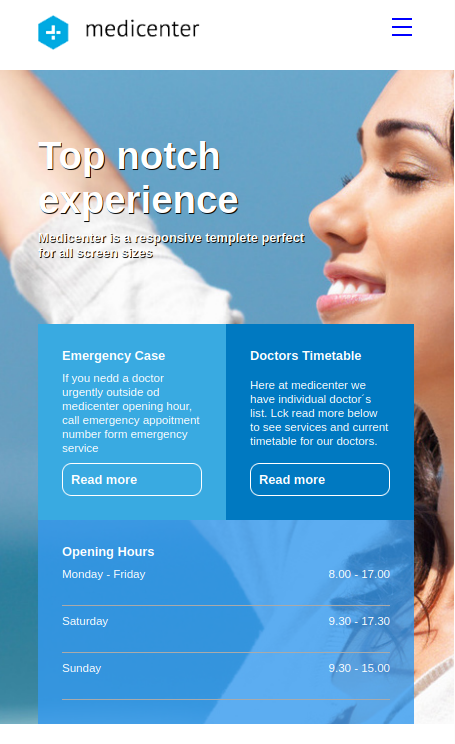 medicenter
Top notch
experience
Medicenter is a responsive templete perfect
for all screen sizes
Emergency Case
If you nedd a doctor
urgently outside od
medicenter opening hour,
call emergency appoitment
number form emergency
service
Read more
Doctors Timetable
Here at medicenter we
have individual doctor´s
list. Lck read more below
to see services and current
timetable for our doctors.
Read more
Opening Hours
Monday - Friday 8.00 - 17.00
Saturday 9.30 - 17.30
Sunday 9.30 - 15.00